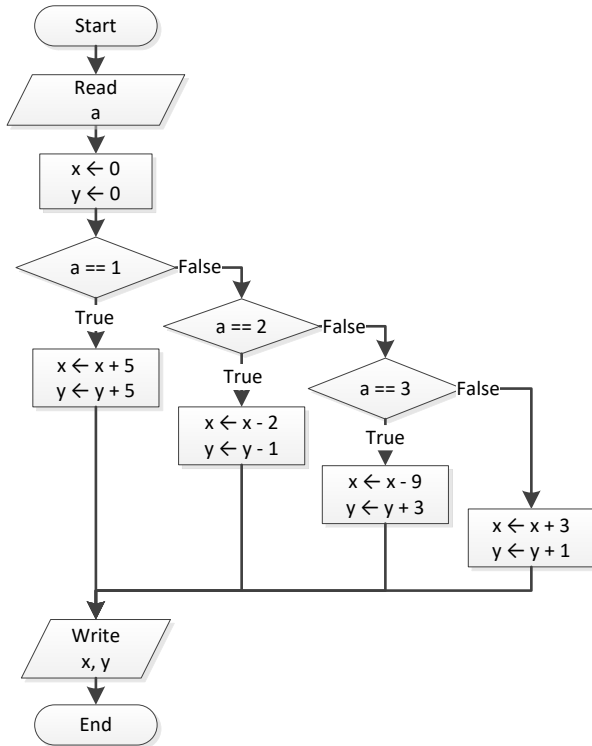 Start
Read
a
x ← 0
y ← 0
a == 1
False
True
x ← x + 5
y ← y + 5
a == 2
False
True
x ← x - 2
y ← y - 1
a == 3
False
True
x ← x - 9
y ← y + 3
x ← x + 3
y ← y + 1
Write
x, y
End